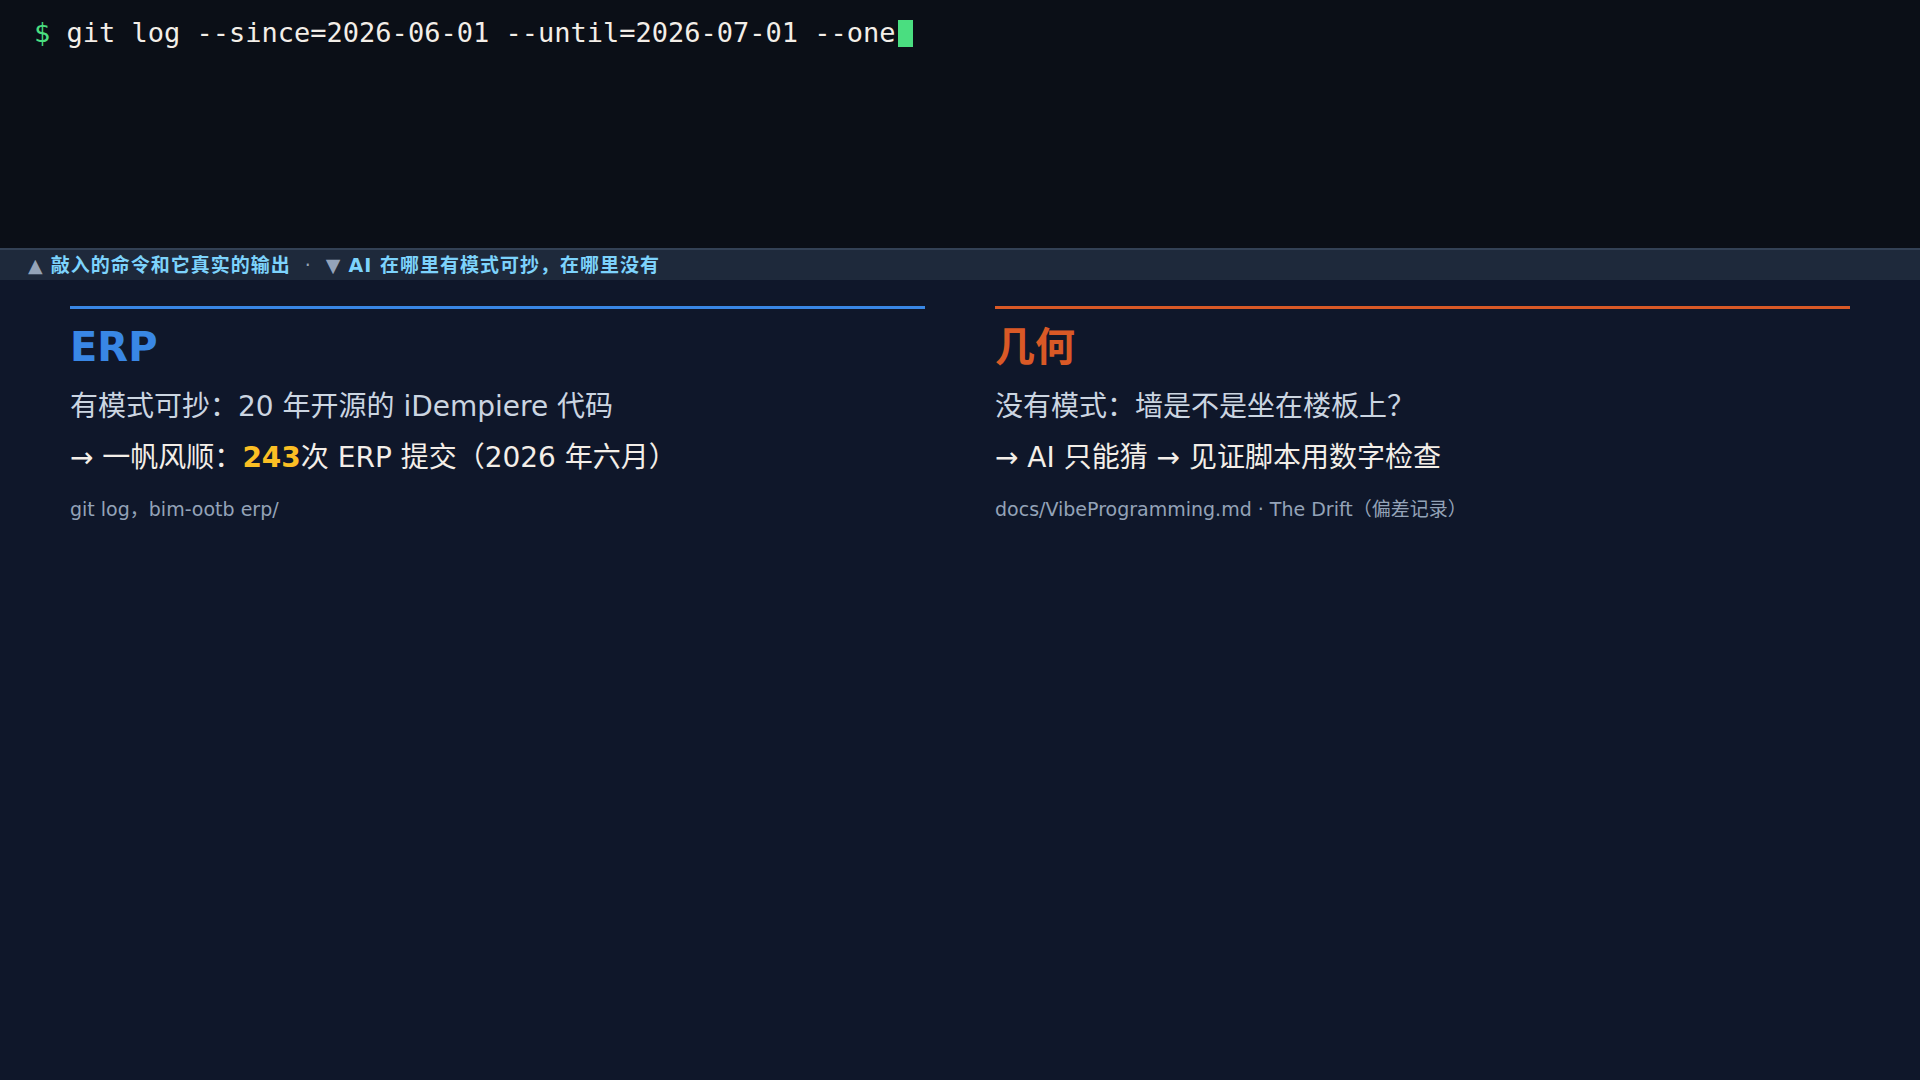 $ git log --since=2026-06-01 --until=2026-07-01 --one
▲ 敲入的命令和它真实的输出 · ▼ AI 在哪里有模式可抄，在哪里没有
ERP
有模式可抄：20 年开源的 iDempiere 代码
→ 一帆风顺：243次 ERP 提交（2026 年六月）
git log，bim-ootb erp/
几何
没有模式：墙是不是坐在楼板上？
→ AI 只能猜 → 见证脚本用数字检查
docs/VibeProgramming.md · The Drift（偏差记录）